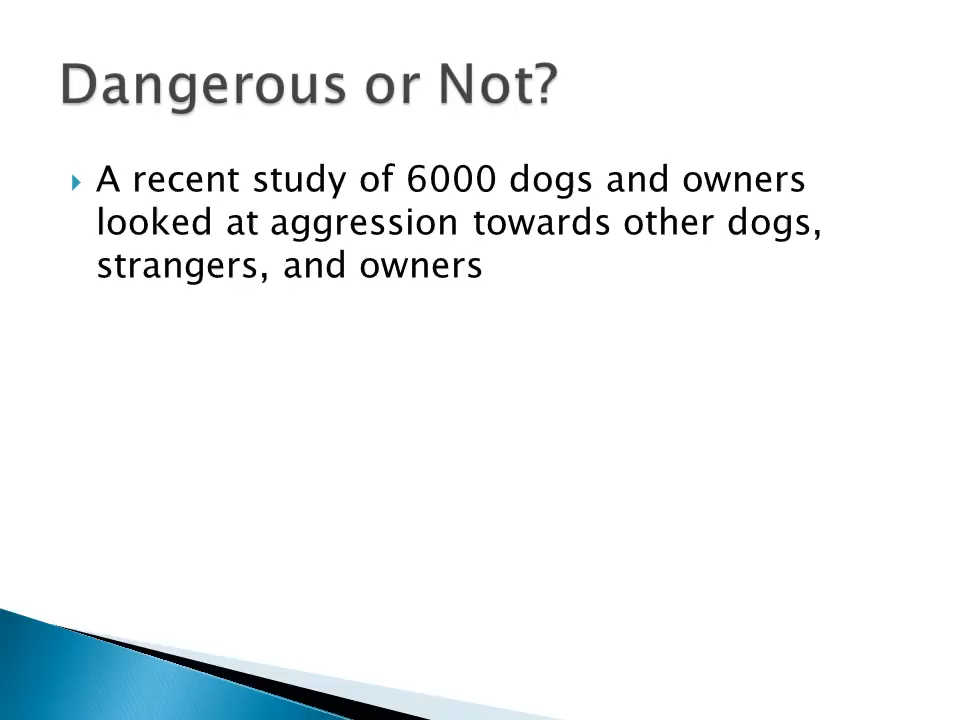 Dangerous or Not?
A recent study of 6000 dogs and owners
looked at aggression towards other dogs,
strangers, and owners